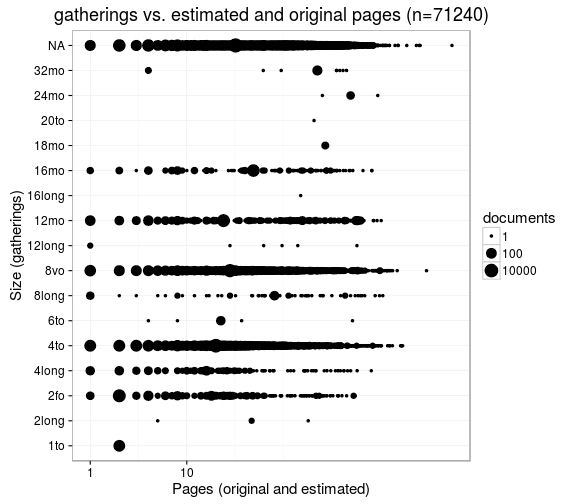 gatherings vs. estimated and original pages (n=71240)
Size (gatherings)
NA
32mo
24mo
20to
18mo
16mo
16long
12mo
12long
8vo
8long
6to
4to
4long
2fo
2long
1to
1 10
Pages (original and estimated)
documents
1
100
10000